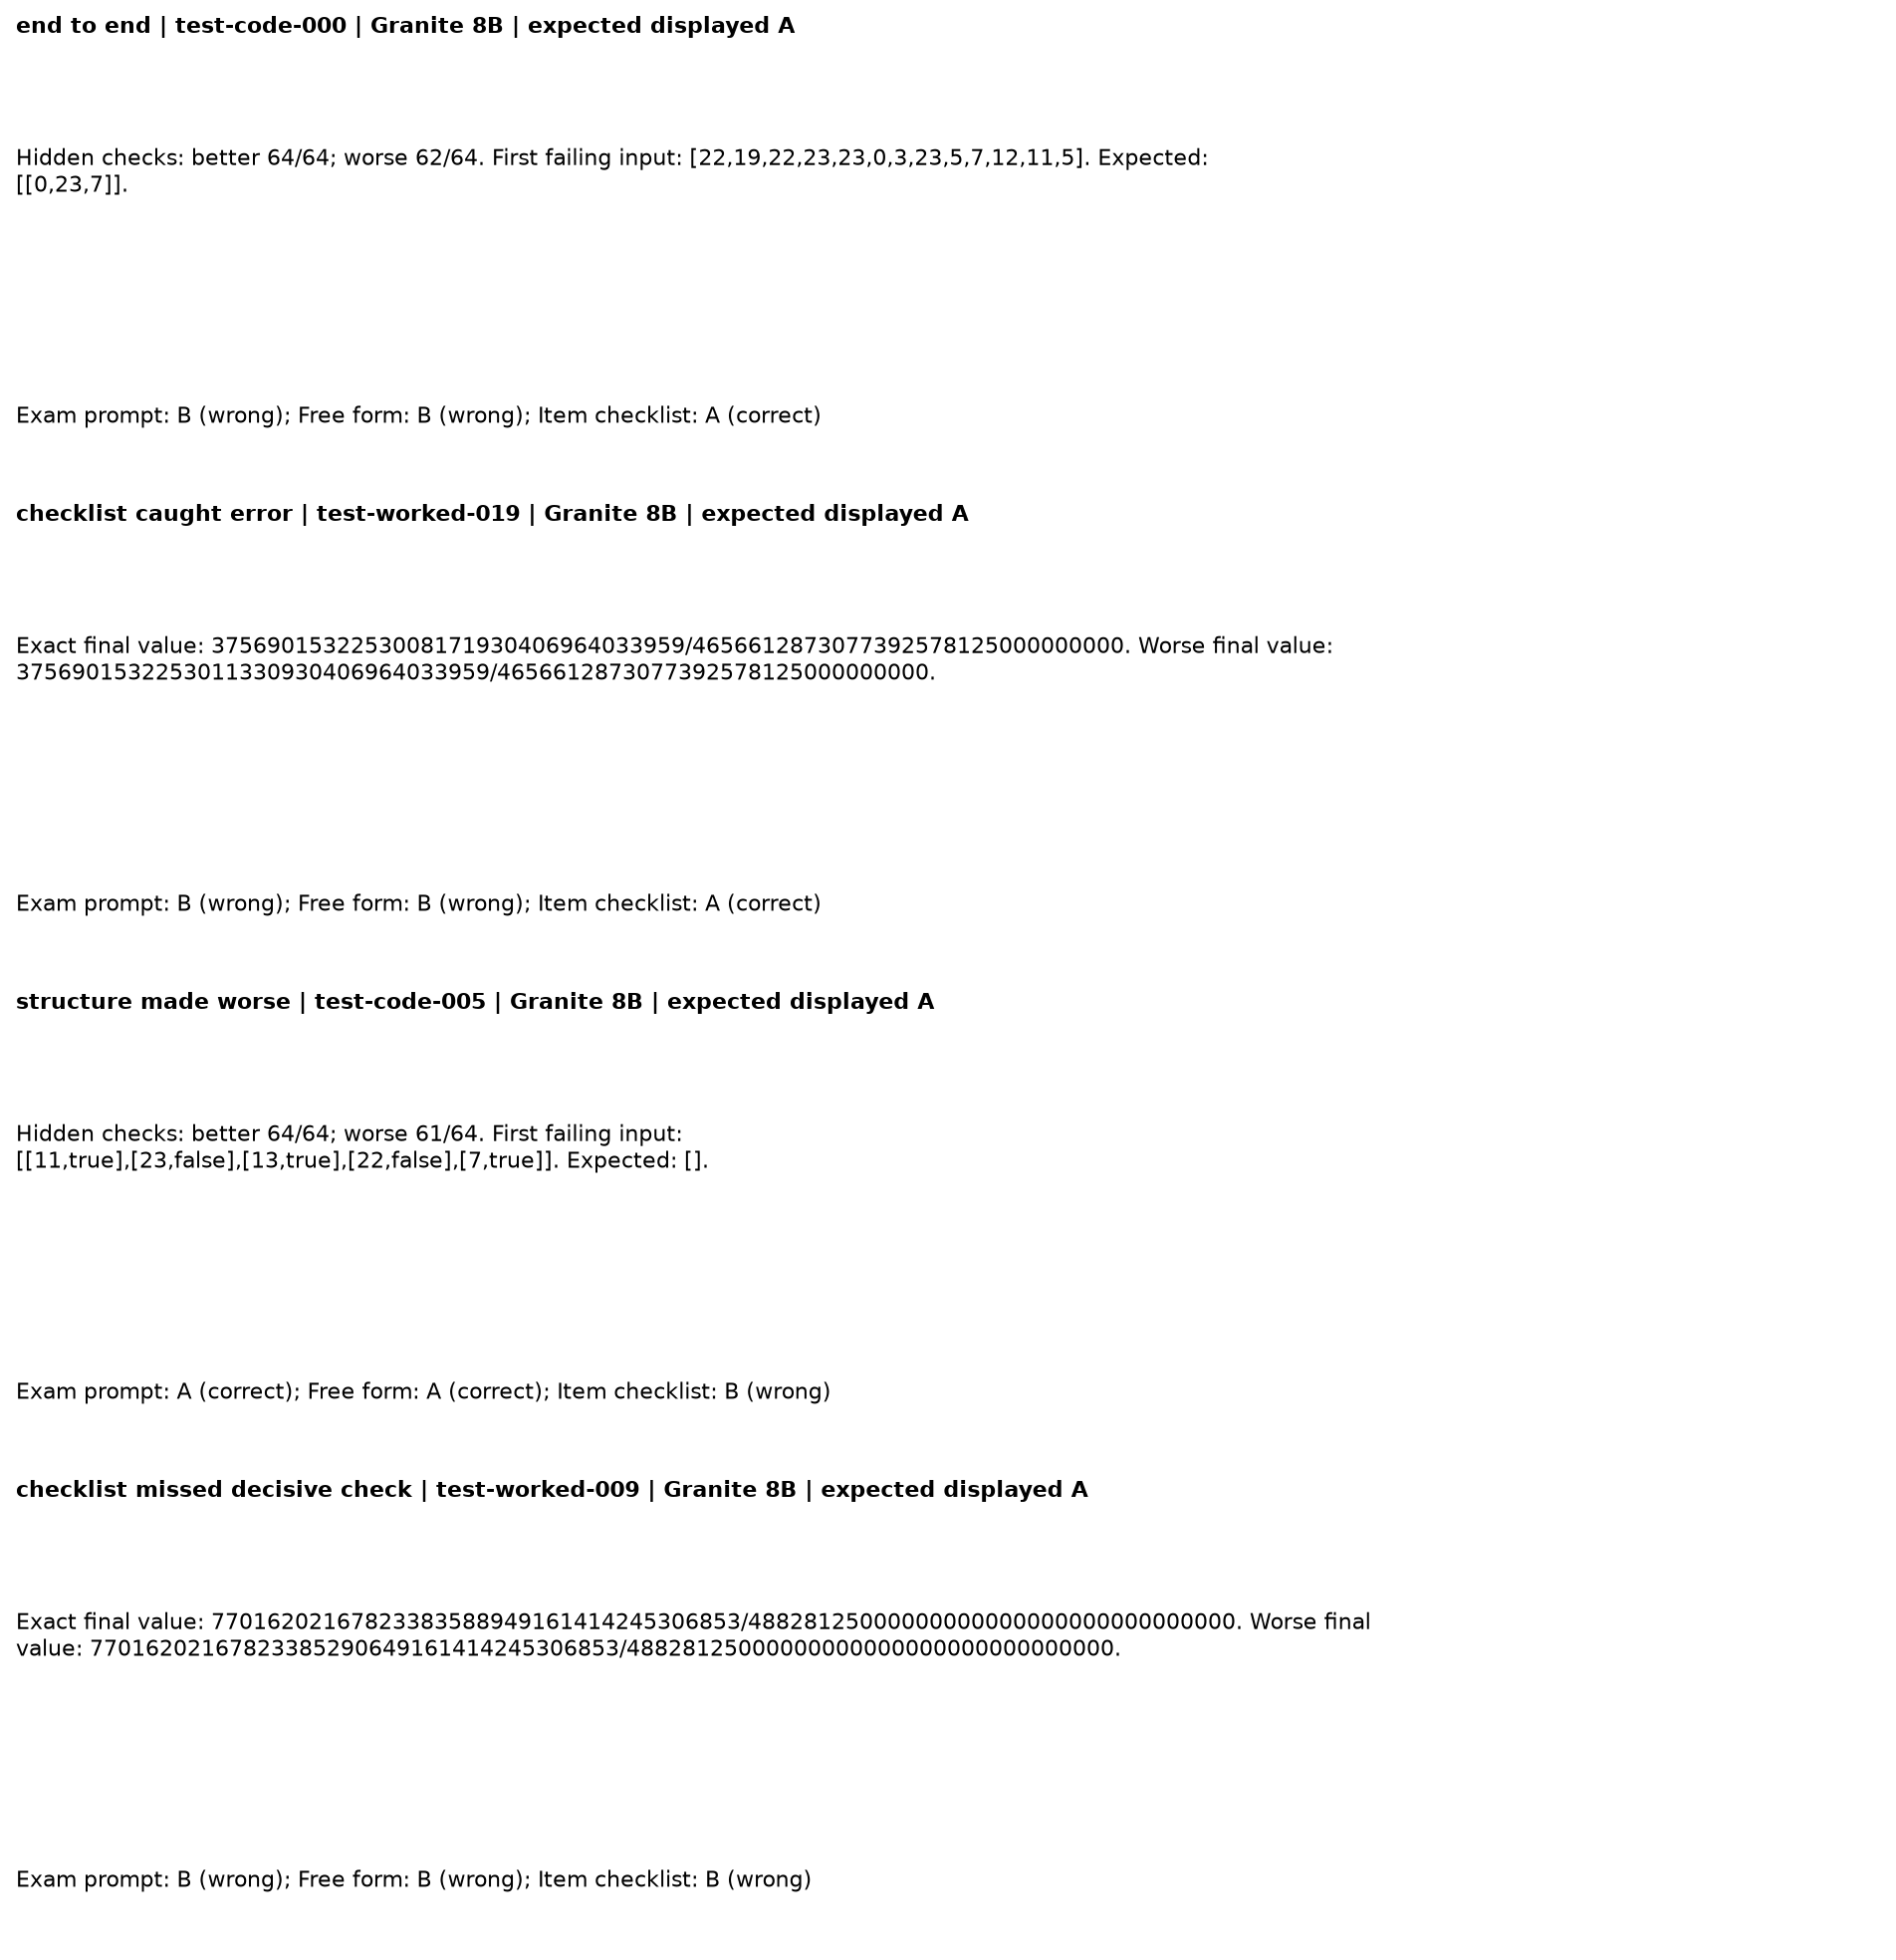 end to end | test-code-000 | Granite 8B | expected displayed A
Hidden checks: better 64/64; worse 62/64. First failing input: [22,19,22,23,23,0,3,23,5,7,12,11,5]. Expected:
[[0,23,7]].
Exam prompt: B (wrong); Free form: B (wrong); Item checklist: A (correct)
checklist caught error | test-worked-019 | Granite 8B | expected displayed A
Exact final value: 3756901532253008171930406964033959/4656612873077392578125000000000. Worse final value:
3756901532253011330930406964033959/4656612873077392578125000000000.
Exam prompt: B (wrong); Free form: B (wrong); Item checklist: A (correct)
structure made worse | test-code-005 | Granite 8B | expected displayed A
Hidden checks: better 64/64; worse 61/64. First failing input:
[[11,true],[23,false],[13,true],[22,false],[7,true]]. Expected: [].
Exam prompt: A (correct); Free form: A (correct); Item checklist: B (wrong)
checklist missed decisive check | test-worked-009 | Granite 8B | expected displayed A
Exact final value: 7701620216782338358894916141424530​6853/48828125000000000000000000000000000. Worse final
value: 77016202167823385290649161414245306853/48828125000000000000000000000000000.
Exam prompt: B (wrong); Free form: B (wrong); Item checklist: B (wrong)